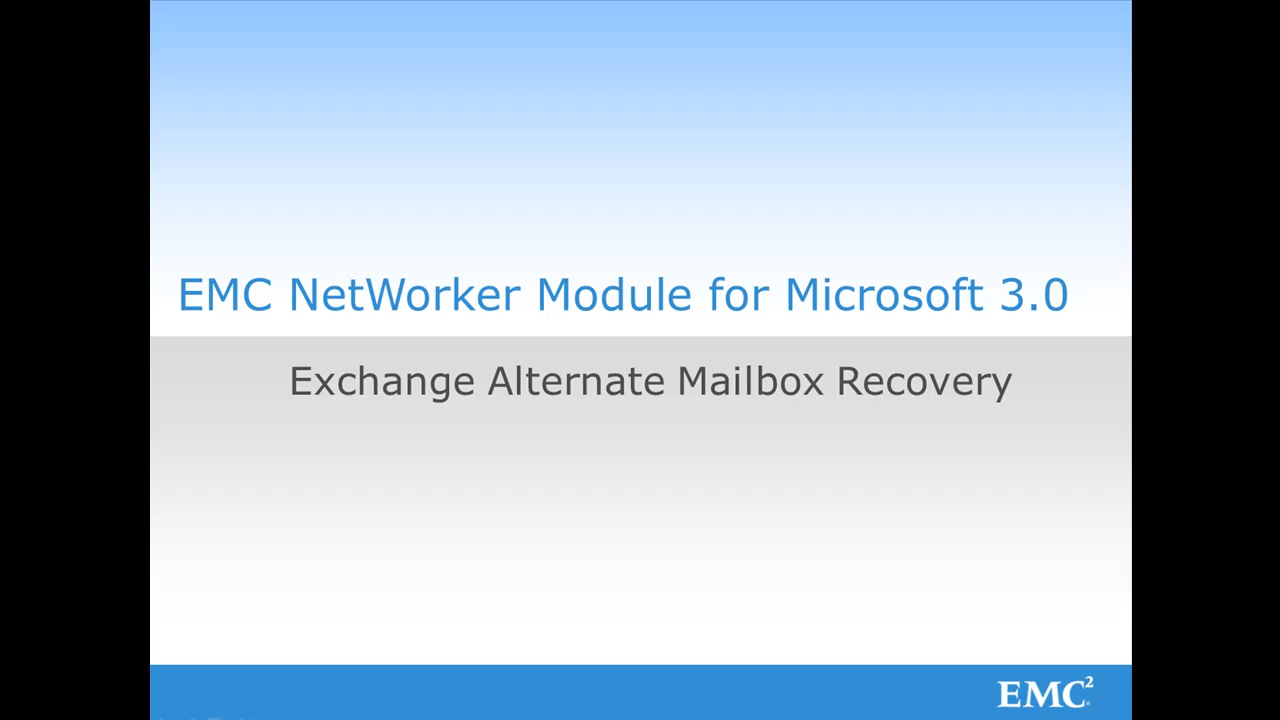 EMC NetWorker Module for Microsoft 3.0
Exchange Alternate Mailbox Recovery
EMC²